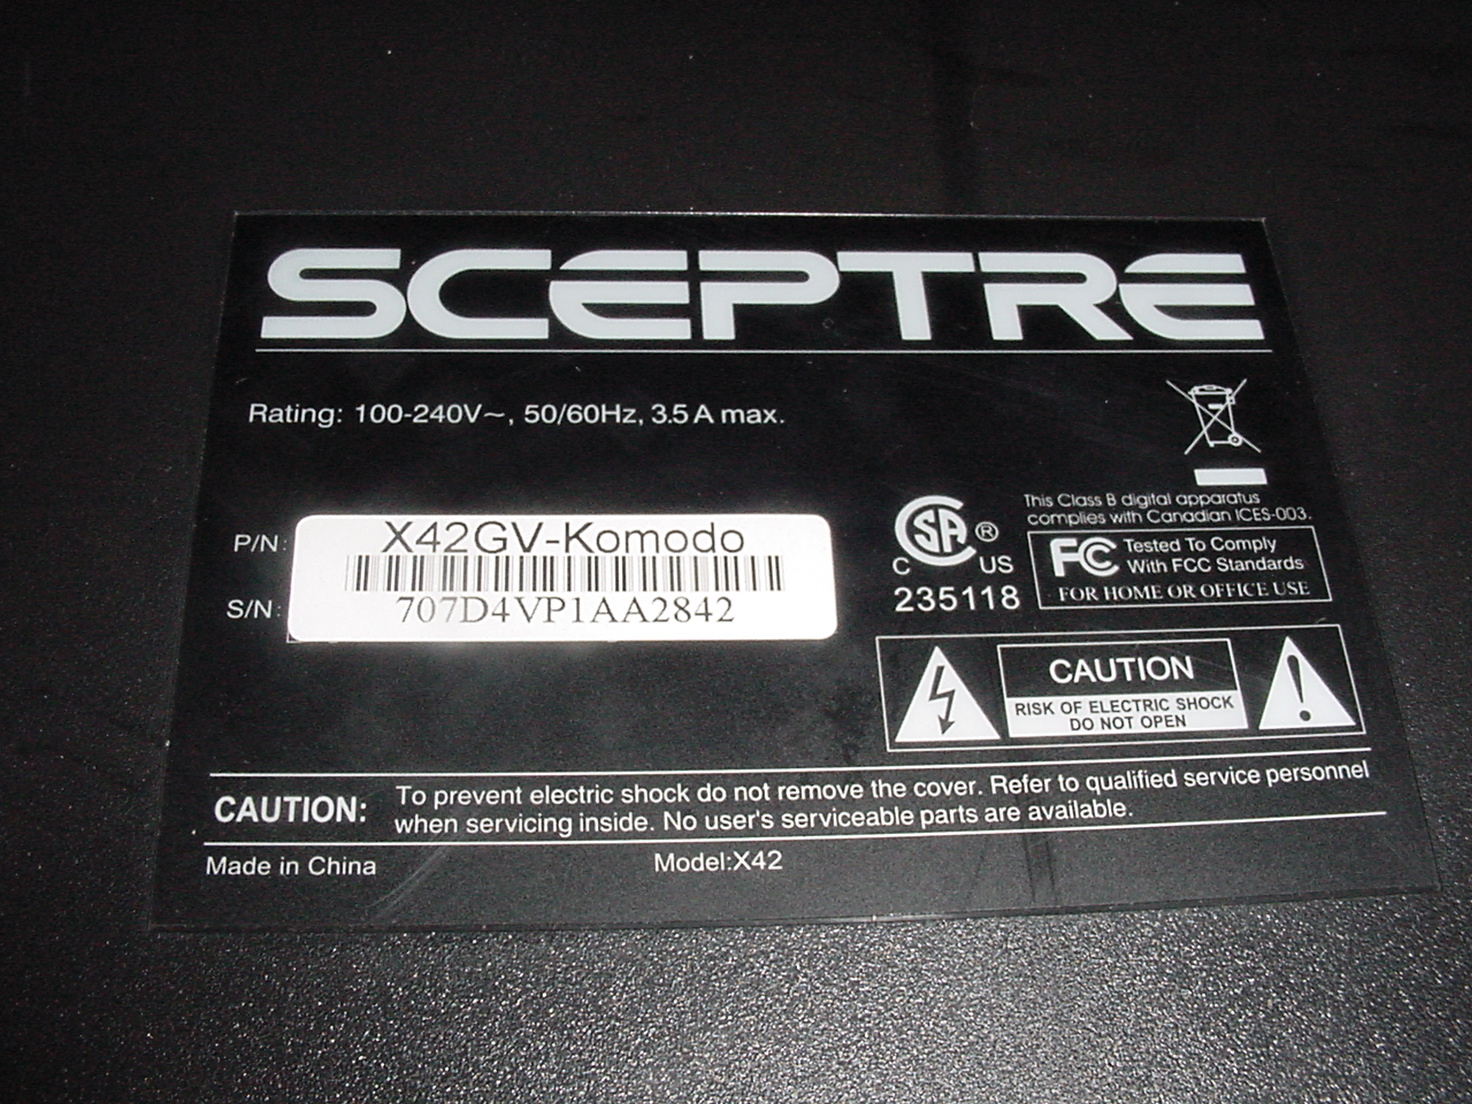 SCEPTRE
Rating: 100-240V~, 50/60Hz, 3.5 A max.
P/N: X42GV-Komodo
S/N: 707D4VP1AA2842
This Class B digital apparatus
complies with Canadian ICES-003.
CSA ®
C US
235118
FC Tested To Comply
With FCC Standards
FOR HOME OR OFFICE USE
CAUTION
RISK OF ELECTRIC SHOCK
DO NOT OPEN
CAUTION: To prevent electric shock do not remove the cover. Refer to qualified service personnel
when servicing inside. No user's serviceable parts are available.
Made in China Model:X42